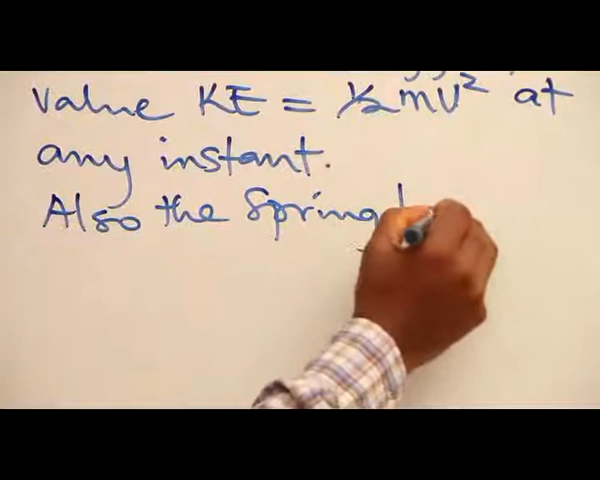 value KE = ½mv² at
any instant.
Also the Spring